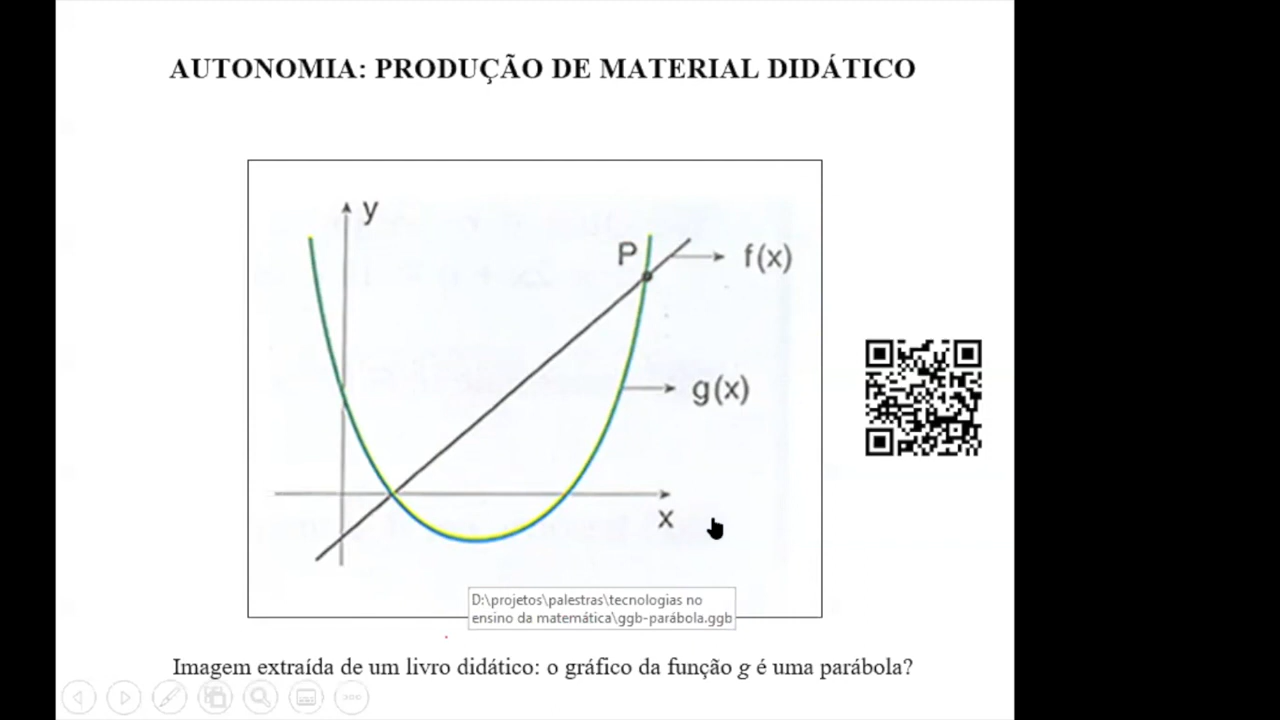 AUTONOMIA: PRODUÇÃO DE MATERIAL DIDÁTICO
y
P
f(x)
g(x)
x
D:\projetos\palestras\tecnologias no
ensino da matemática\ggb-parábola.ggb
Imagem extraída de um livro didático: o gráfico da função g é uma parábola?